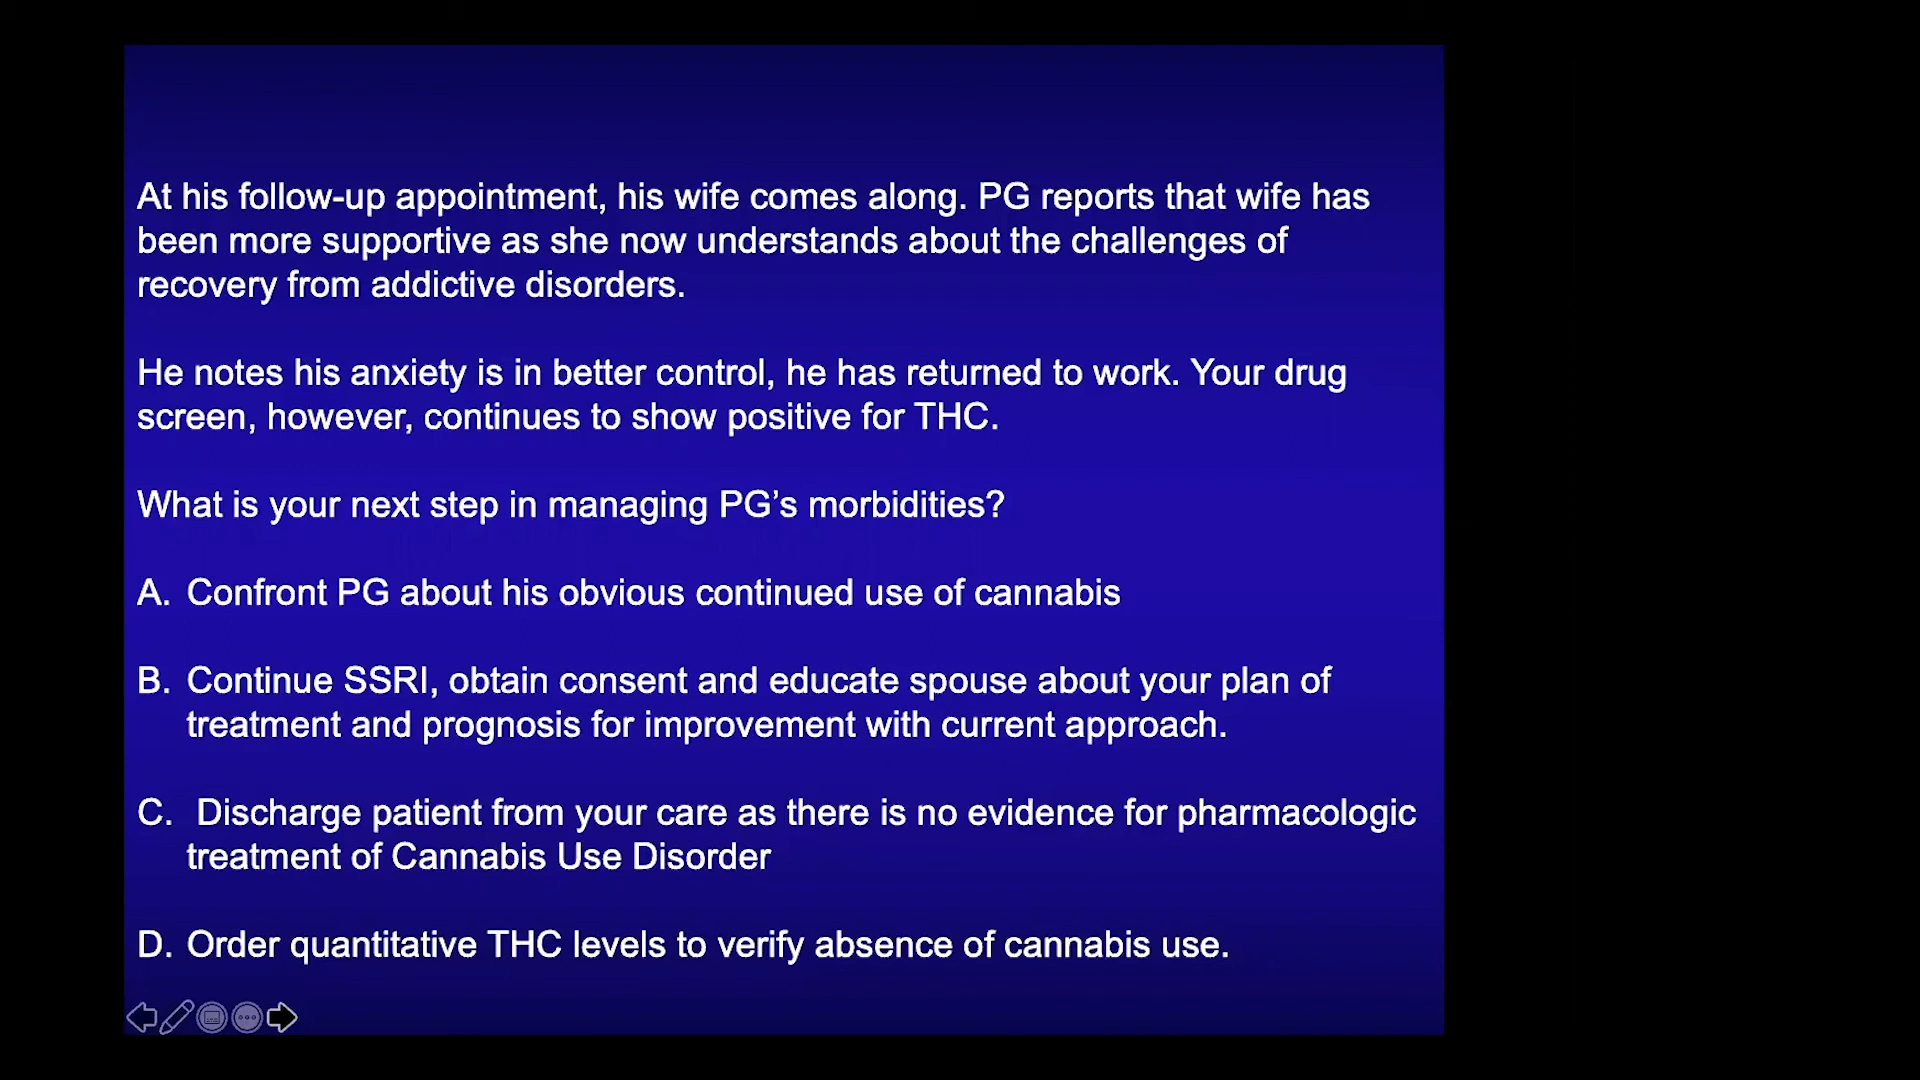 At his follow-up appointment, his wife comes along. PG reports that wife has
been more supportive as she now understands about the challenges of
recovery from addictive disorders.
He notes his anxiety is in better control, he has returned to work. Your drug
screen, however, continues to show positive for THC.
What is your next step in managing PG’s morbidities?
A. Confront PG about his obvious continued use of cannabis
B. Continue SSRI, obtain consent and educate spouse about your plan of
treatment and prognosis for improvement with current approach.
C. Discharge patient from your care as there is no evidence for pharmacologic
treatment of Cannabis Use Disorder
D. Order quantitative THC levels to verify absence of cannabis use.